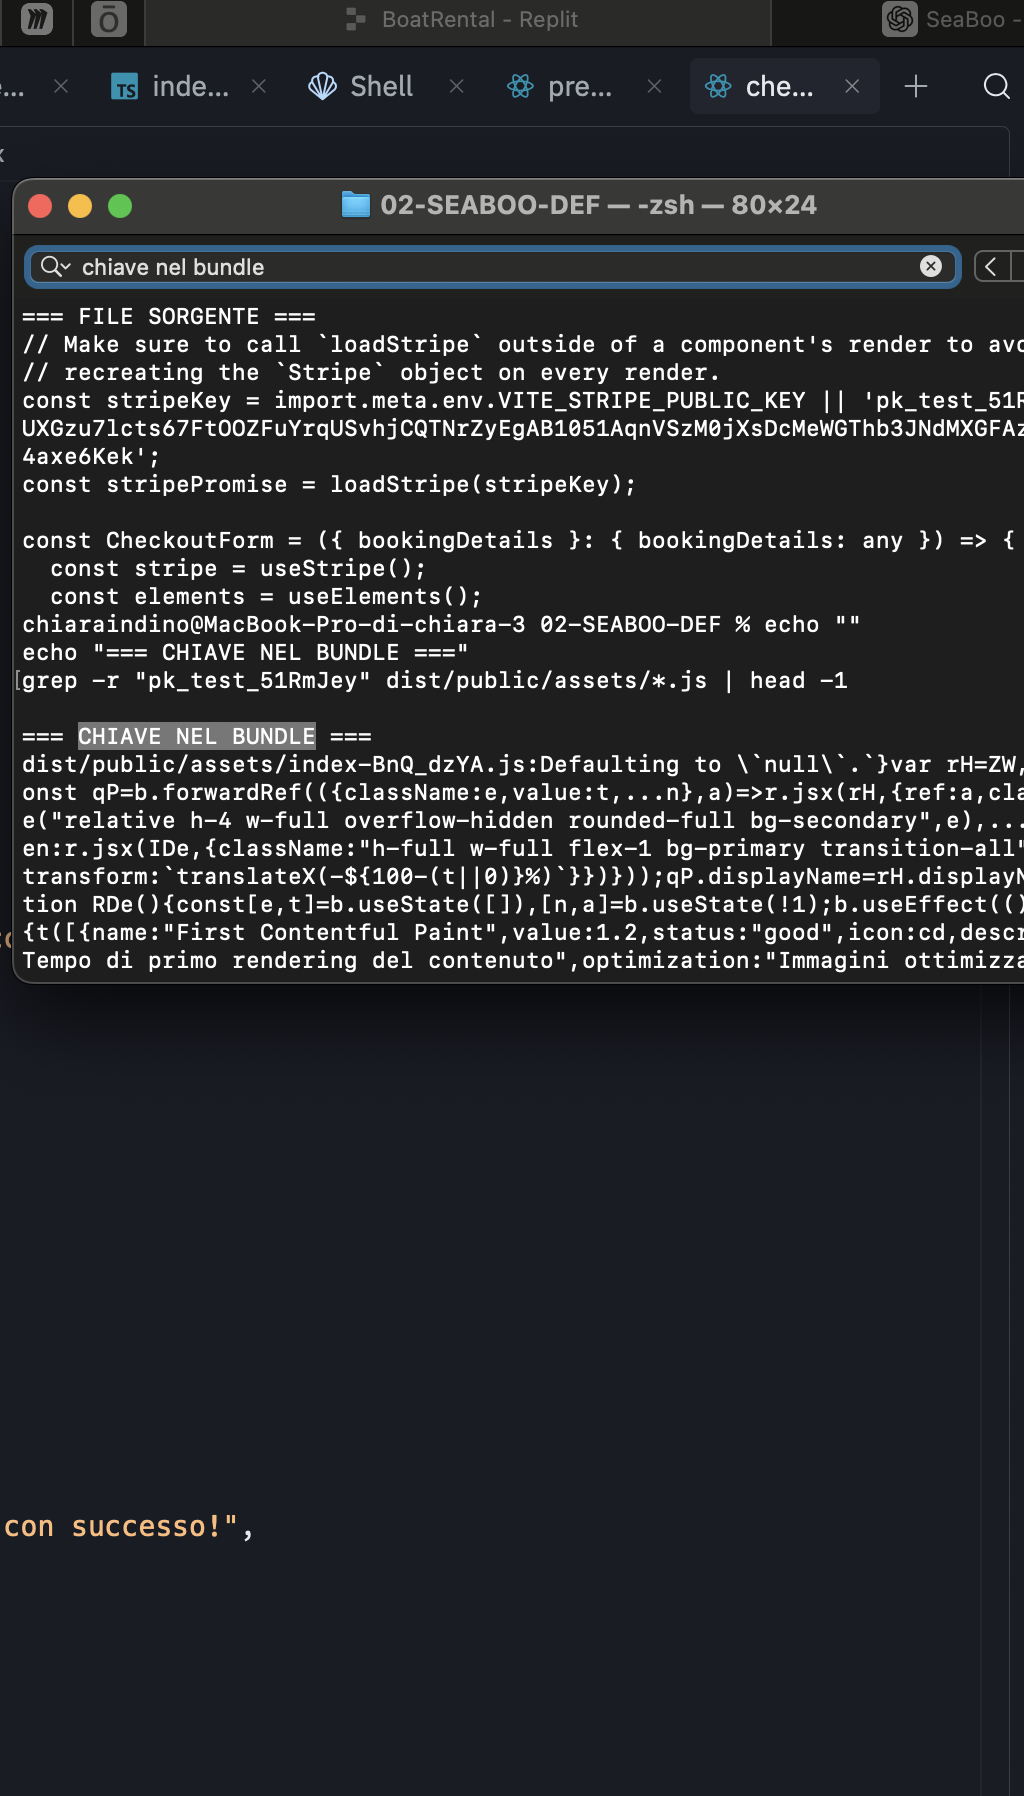 BoatRental - Replit
SeaBoo -
inde...
Shell
pre...
che...
02-SEABOO-DEF — -zsh — 80×24
chiave nel bundle
=== FILE SORGENTE ===
// Make sure to call `loadStripe` outside of a component's render to avo
// recreating the `Stripe` object on every render.
const stripeKey = import.meta.env.VITE_STRIPE_PUBLIC_KEY || 'pk_test_51R
UXGzu7lcts67FtOOZFuYrqUSvhjCQTNrZyEgAB1051AqnVSzM0jXsDcMeWGThb3JNdMXGFAz
4axe6Kek';
const stripePromise = loadStripe(stripeKey);
const CheckoutForm = ({ bookingDetails }: { bookingDetails: any }) => {
const stripe = useStripe();
const elements = useElements();
chiaraindino@MacBook-Pro-di-chiara-3 02-SEABOO-DEF % echo ""
echo "=== CHIAVE NEL BUNDLE ==="
grep -r "pk_test_51RmJey" dist/public/assets/*.js | head -1
=== CHIAVE NEL BUNDLE ===
dist/public/assets/index-BnQ_dzYA.js:Defaulting to \`null\`.`}var rH=ZW,
onst qP=b.forwardRef(({className:e,value:t,...n},a)=>r.jsx(rH,{ref:a,cla
e("relative h-4 w-full overflow-hidden rounded-full bg-secondary",e),...
en:r.jsx(IDe,{className:"h-full w-full flex-1 bg-primary transition-all"
transform:`translateX(-${100-(t||0)}%)`}})}));qP.displayName=rH.displayN
tion RDe(){const[e,t]=b.useState([]),[n,a]=b.useState(!1);b.useEffect(()
{t([{name:"First Contentful Paint",value:1.2,status:"good",icon:cd,descr
Tempo di primo rendering del contenuto",optimization:"Immagini ottimizza
con successo!",